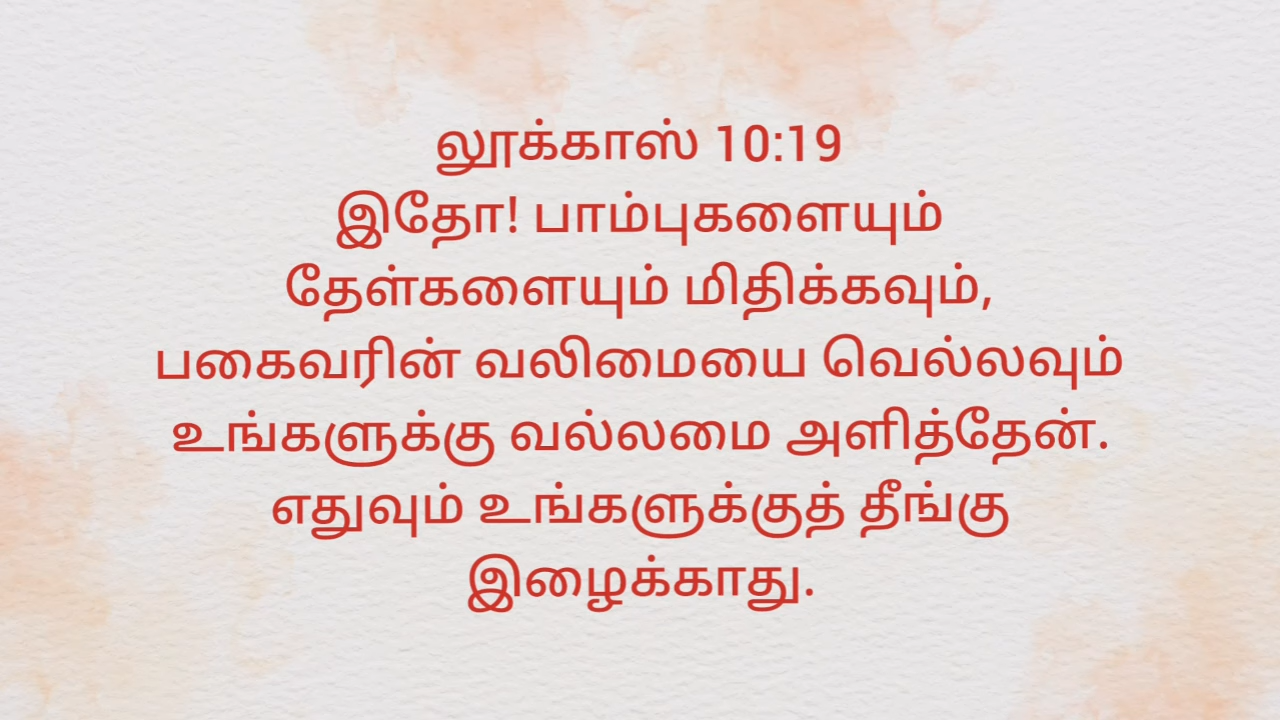 லூக்காஸ் 10:19
இதோ! பாம்புகளையும்
தேள்களையும் மிதிக்கவும்,
பகைவரின் வலிமையை வெல்லவும்
உங்களுக்கு வல்லமை அளித்தேன்.
எதுவும் உங்களுக்குத் தீங்கு
இழைக்காது.